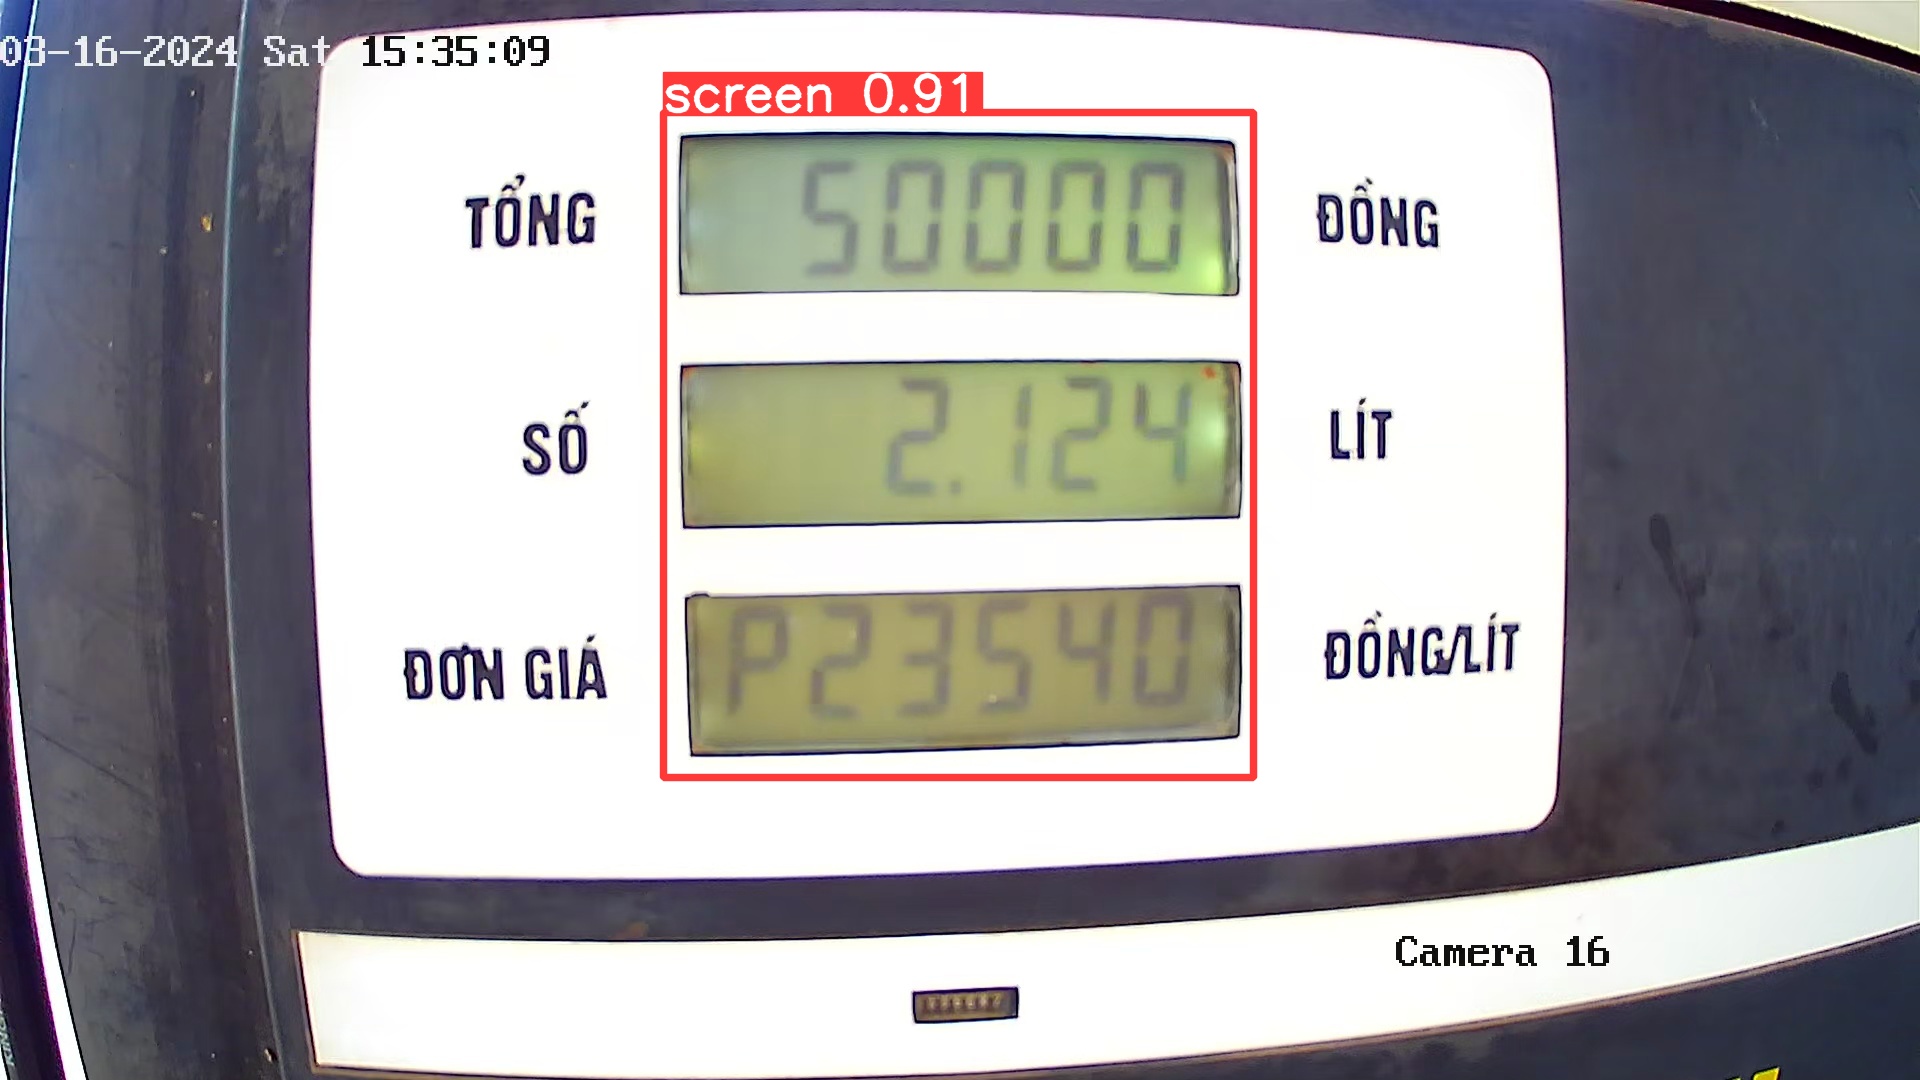 03-16-2024 Sat 15:35:09
screen 0.91
TỔNG 50000 ĐỒNG
SỐ 2.124 LÍT
ĐƠN GIÁ P23540 ĐỒNG/LÍT
Camera 16